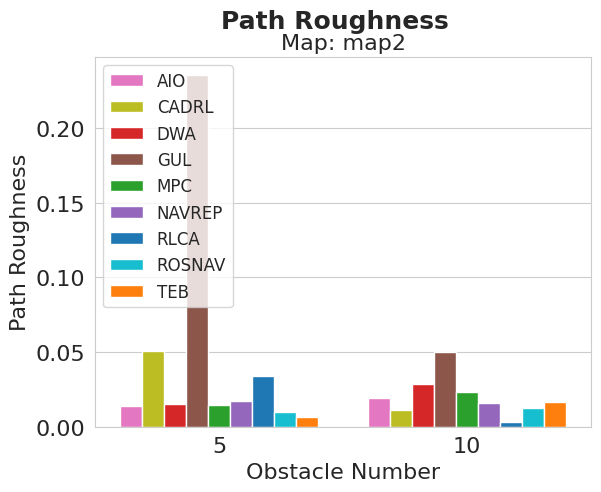 Path Roughness
Map: map2
Path Roughness
0.20
0.15
0.10
0.05
0.00
AIO
CADRL
DWA
GUL
MPC
NAVREP
RLCA
ROSNAV
TEB
5
10
Obstacle Number